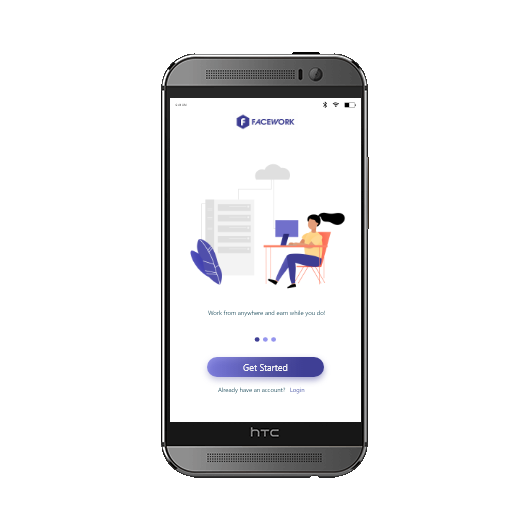 FACEWORK
Work from anywhere and earn while you do!
Get Started
Already have an account? Login
hTC